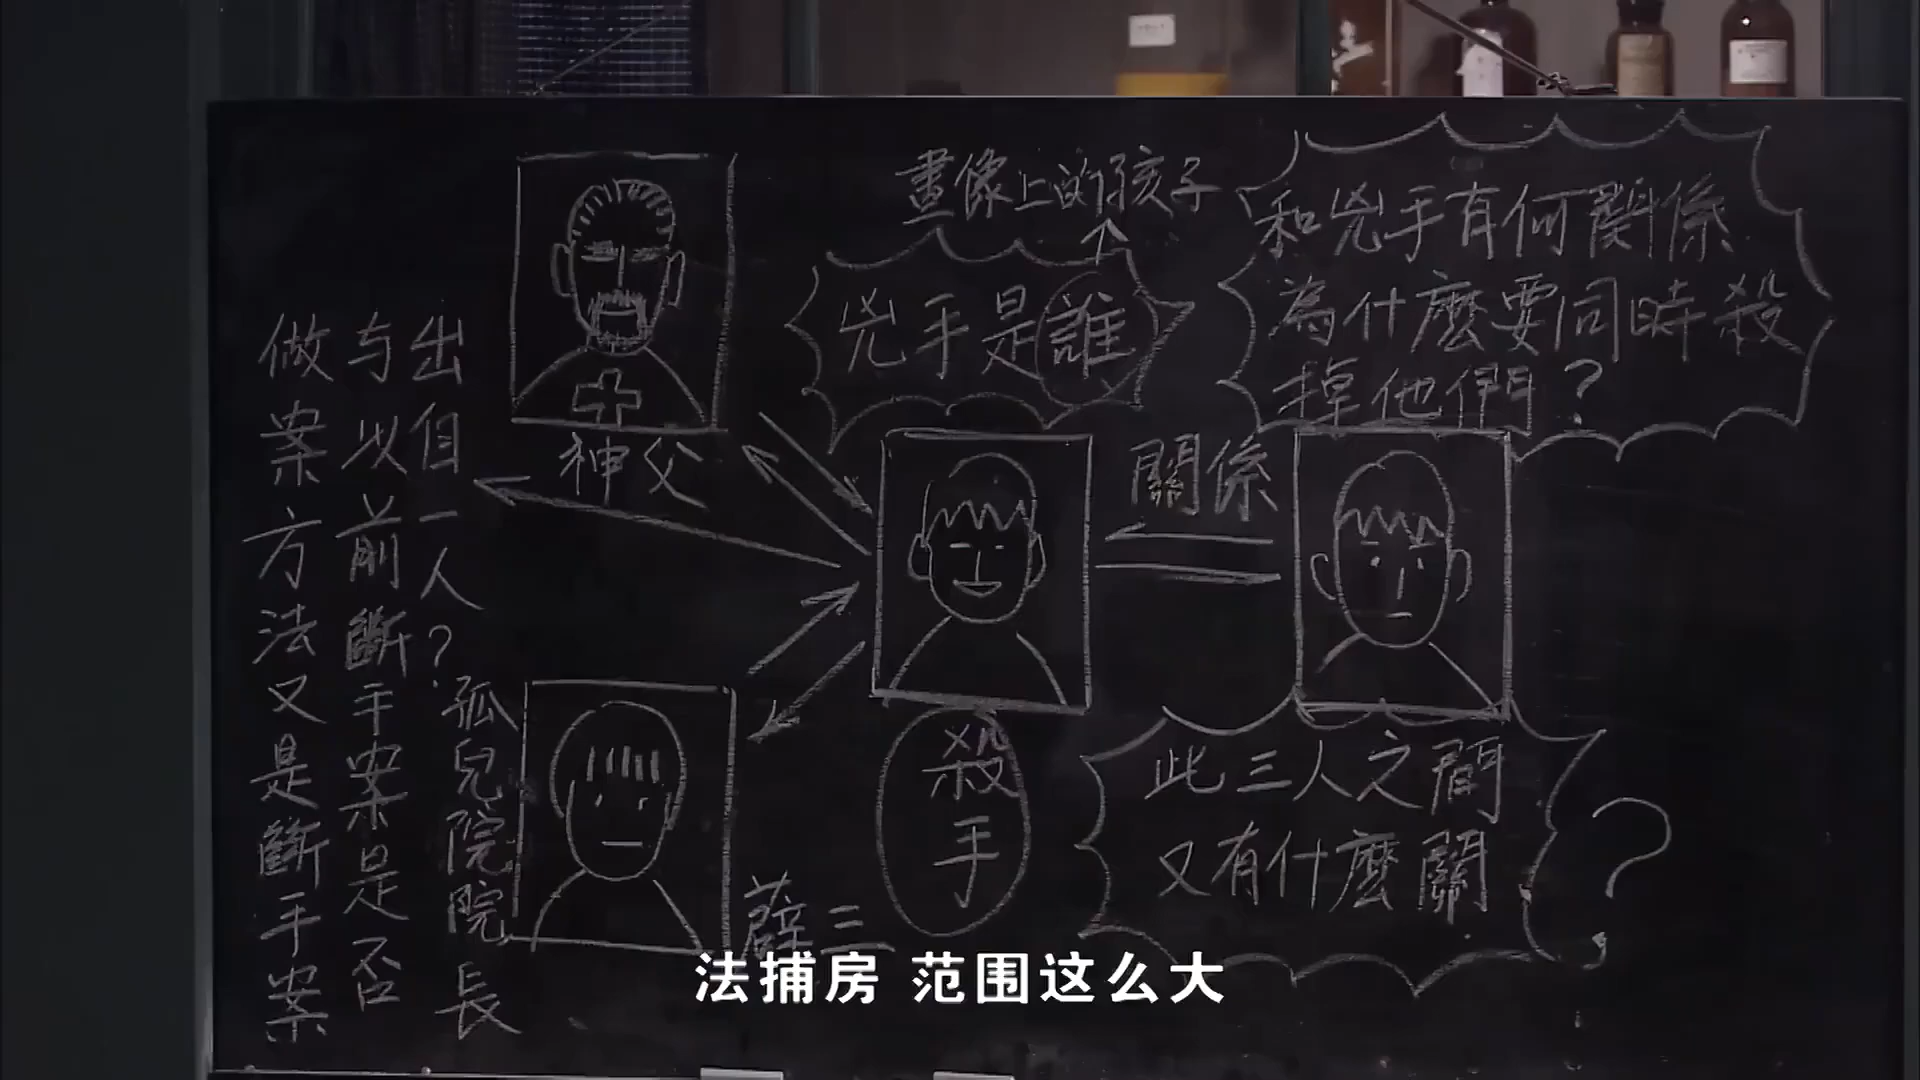 畫像上的孩子
兇手是誰
和兇手有何關係
為什麼要同時殺
掉他們？
做案方法又是斷手案
与以前斷手案是否
出自一人？
神父
關係
孤兒院院長
薛三
殺手
此三人之間
又有什麼關
？
法捕房 范围这么大